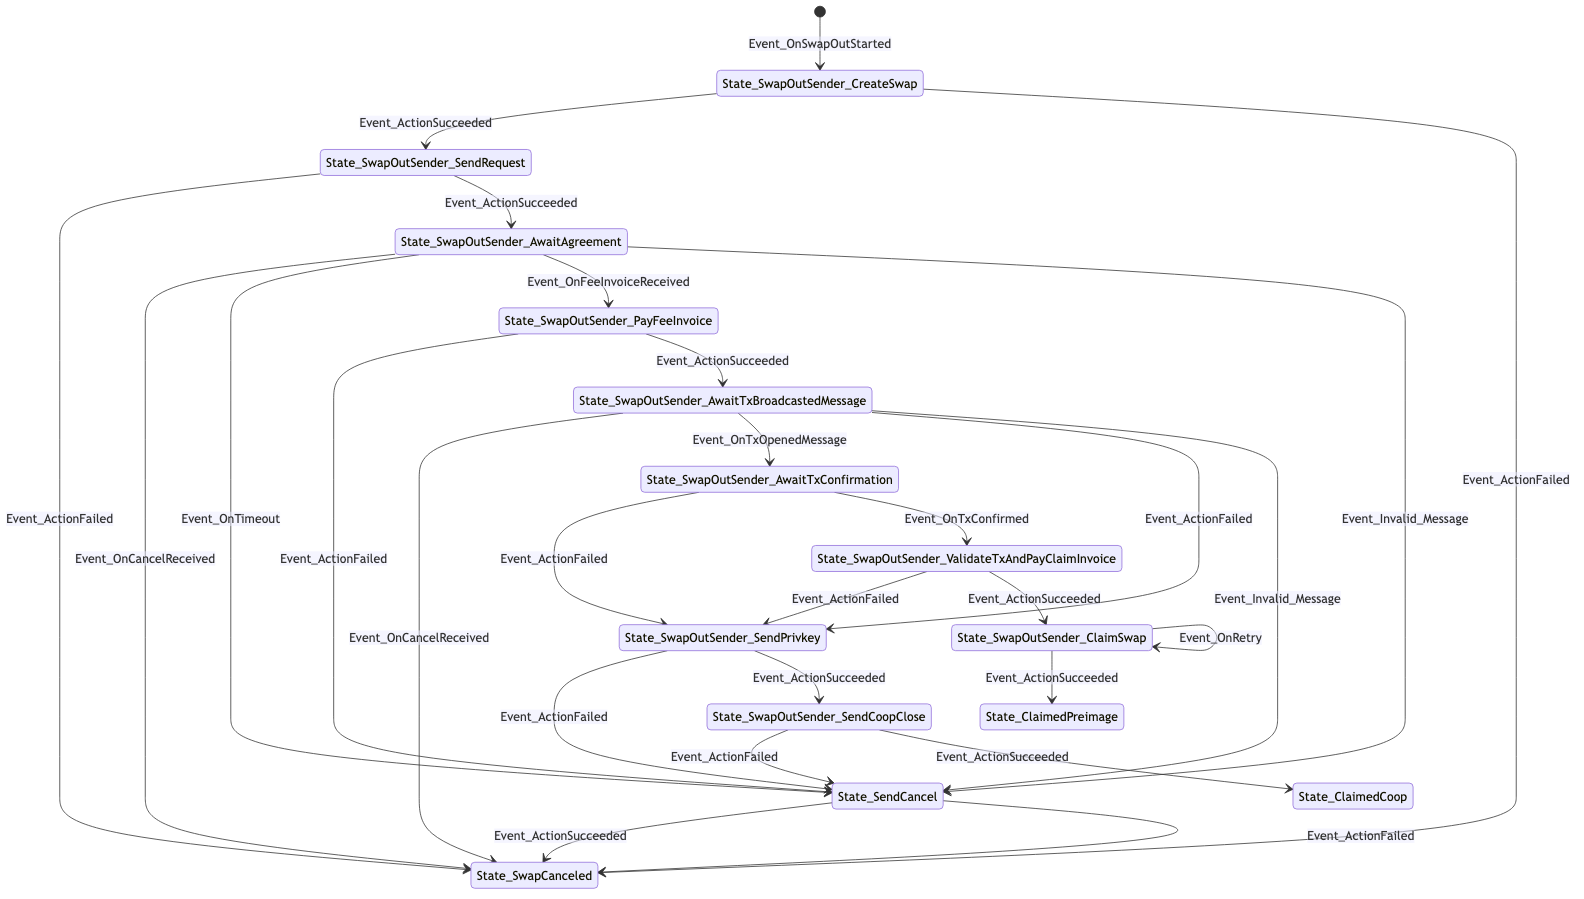 Event_OnSwapOutStarted
State_SwapOutSender_CreateSwap
Event_ActionSucceeded
State_SwapOutSender_SendRequest
Event_ActionSucceeded
State_SwapOutSender_AwaitAgreement
Event_OnFeeInvoiceReceived
State_SwapOutSender_PayFeeInvoice
Event_ActionSucceeded
State_SwapOutSender_AwaitTxBroadcastedMessage
Event_OnTxOpenedMessage
State_SwapOutSender_AwaitTxConfirmation
Event_ActionFailed
Event_ActionFailed
Event_OnTimeout
Event_OnTxConfirmed
Event_ActionFailed
Event_Invalid_Message
Event_OnCancelReceived
Event_ActionFailed
Event_ActionFailed
State_SwapOutSender_ValidateTxAndPayClaimInvoice
Event_ActionFailed
Event_ActionSucceeded
Event_Invalid_Message
Event_OnCancelReceived
State_SwapOutSender_SendPrivkey
State_SwapOutSender_ClaimSwap
Event_OnRetry
Event_ActionSucceeded
Event_ActionSucceeded
Event_ActionFailed
State_SwapOutSender_SendCoopClose
State_ClaimedPreimage
Event_ActionFailed
Event_ActionSucceeded
State_SendCancel
State_ClaimedCoop
Event_ActionSucceeded
Event_ActionFailed
State_SwapCanceled